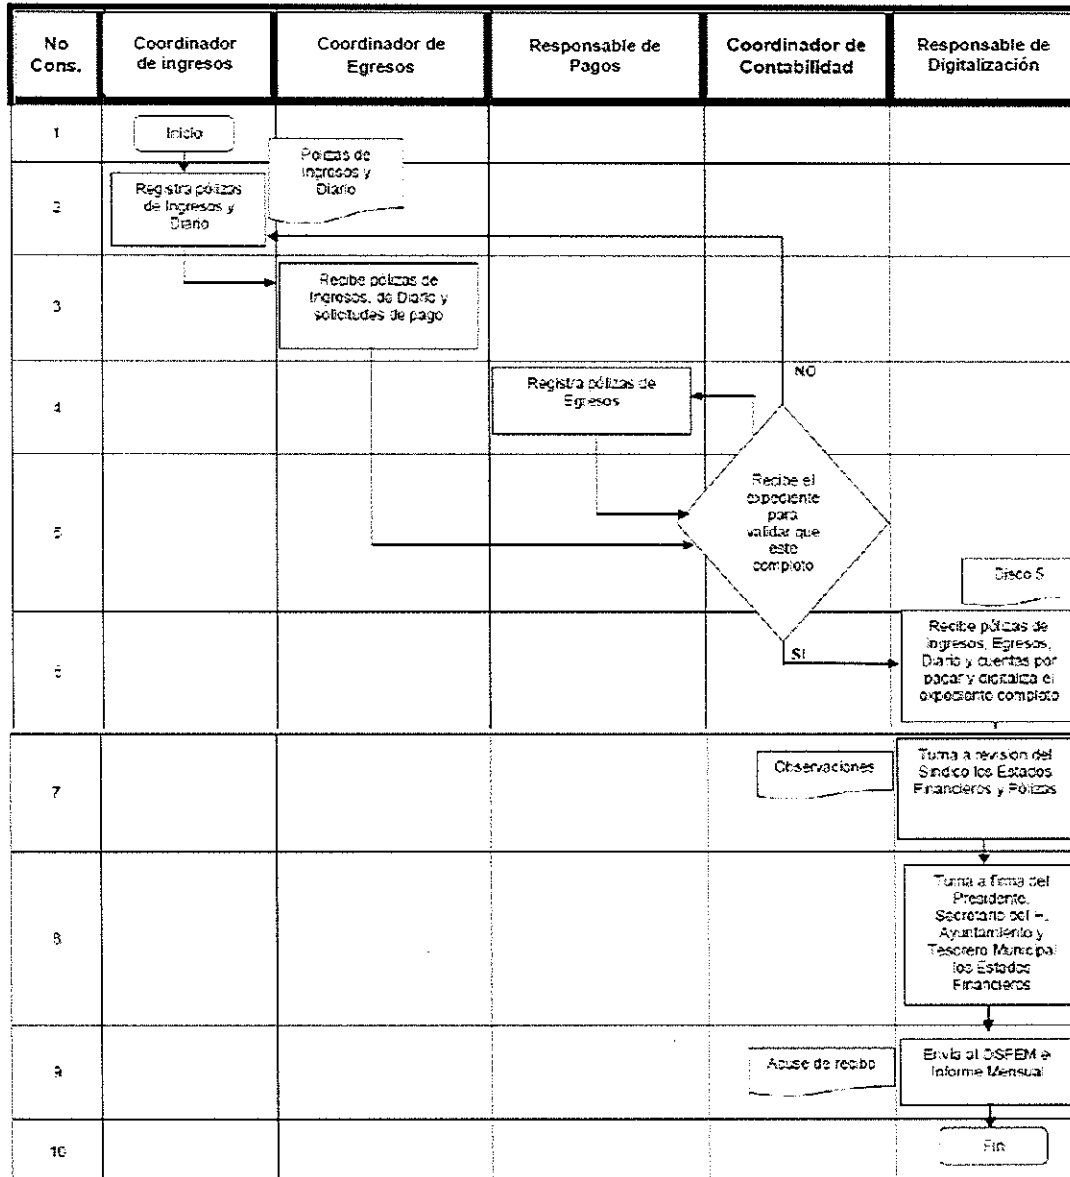 No
Cons.
Coordinador
de ingresos
Coordinador de
Egresos
Responsable de
Pagos
Coordinador de
Contabilidad
Responsable de
Digitalización
1
Inicio
Pólizas de
Ingresos y
Diario
2
Registra pólizas
de Ingresos y
Diario
3
Recibe pólizas de
Ingresos, de Diario y
solicitudes de pago
NO
4
Registra pólizas de
Egresos
5
Recibe el
expediente
para
validar que
este
completo
Disco 5
6
SI
Recibe pólizas de
Ingresos, Egresos,
Diario y cuentas por
pagar y digitaliza el
expediente completo
7
Observaciones
Turna a revisión del
Síndico los Estados
Financieros y Pólizas
8
Turna a firma del
Presidente,
Secretario del H.
Ayuntamiento y
Tesorero Municipal
los Estados
Financieros
9
Acuse de recibo
Envía al OSFEM el
Informe Mensual
10
Fin